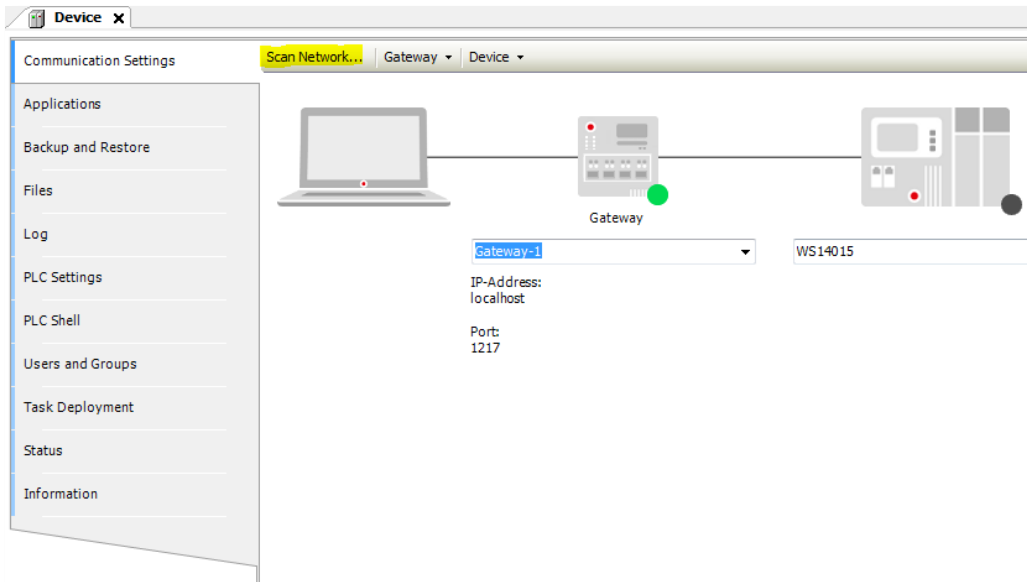 Device
Communication Settings
Scan Network... Gateway Device
Applications
Backup and Restore
Files
Log
PLC Settings
PLC Shell
Users and Groups
Task Deployment
Status
Information
Gateway
Gateway-1
WS14015
IP-Address:
localhost
Port:
1217